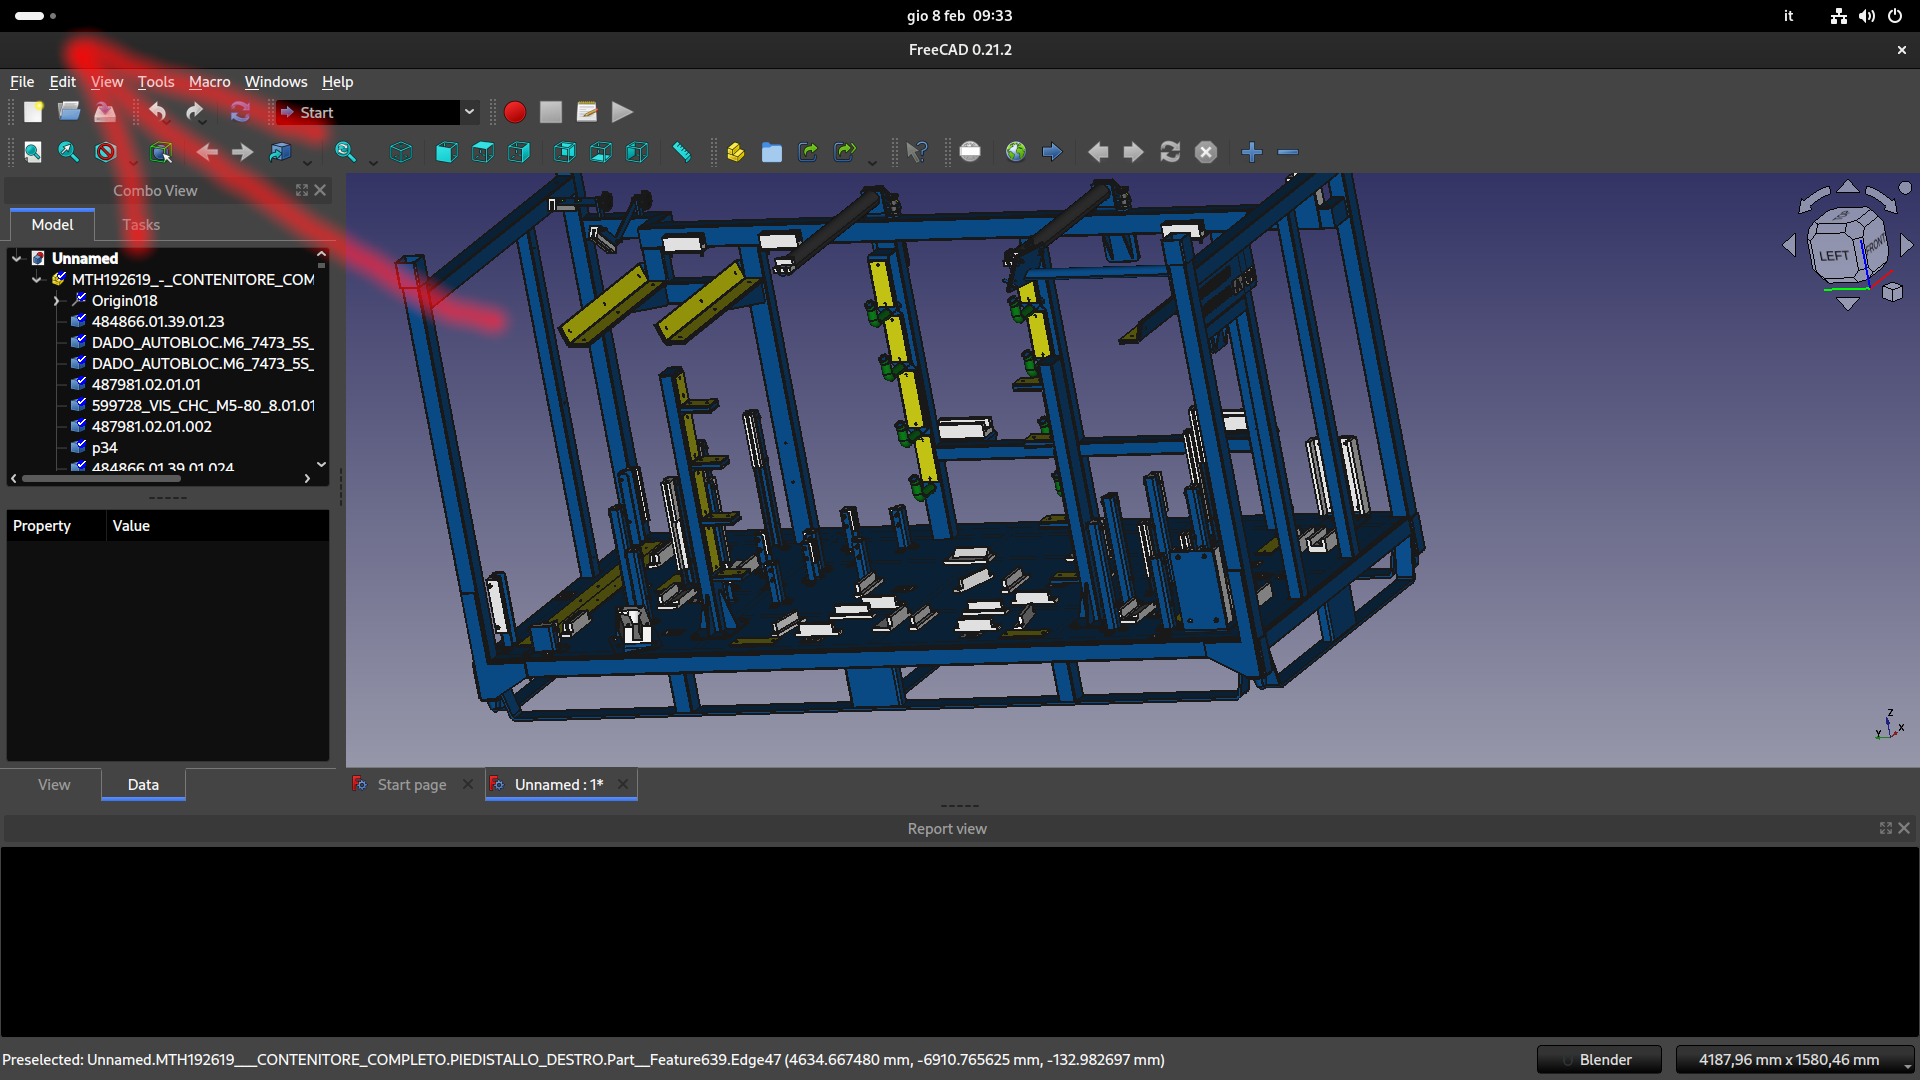 gio 8 feb 09:33
it
FreeCAD 0.21.2
File Edit View Tools Macro Windows Help
Start
Combo View
Model Tasks
Unnamed
MTH192619_-_CONTENITORE_COM
Origin018
484866.01.39.01.23
DADO_AUTOBLOC.M6_7473_5S_
DADO_AUTOBLOC.M6_7473_5S_
487981.02.01.01
599728_VIS_CHC_M5-80_8.01.01
487981.02.01.002
p34
484866.01.39.01.024
Property Value
LEFT
FRONT
Z
X
Y
View Data
Start page
Unnamed : 1*
Report view
Preselected: Unnamed.MTH192619___CONTENITORE_COMPLETO.PIEDISTALLO_DESTRO.Part__Feature639.Edge47 (4634.667480 mm, -6910.765625 mm, -132.982697 mm)
Blender
4187,96 mm x 1580,46 mm